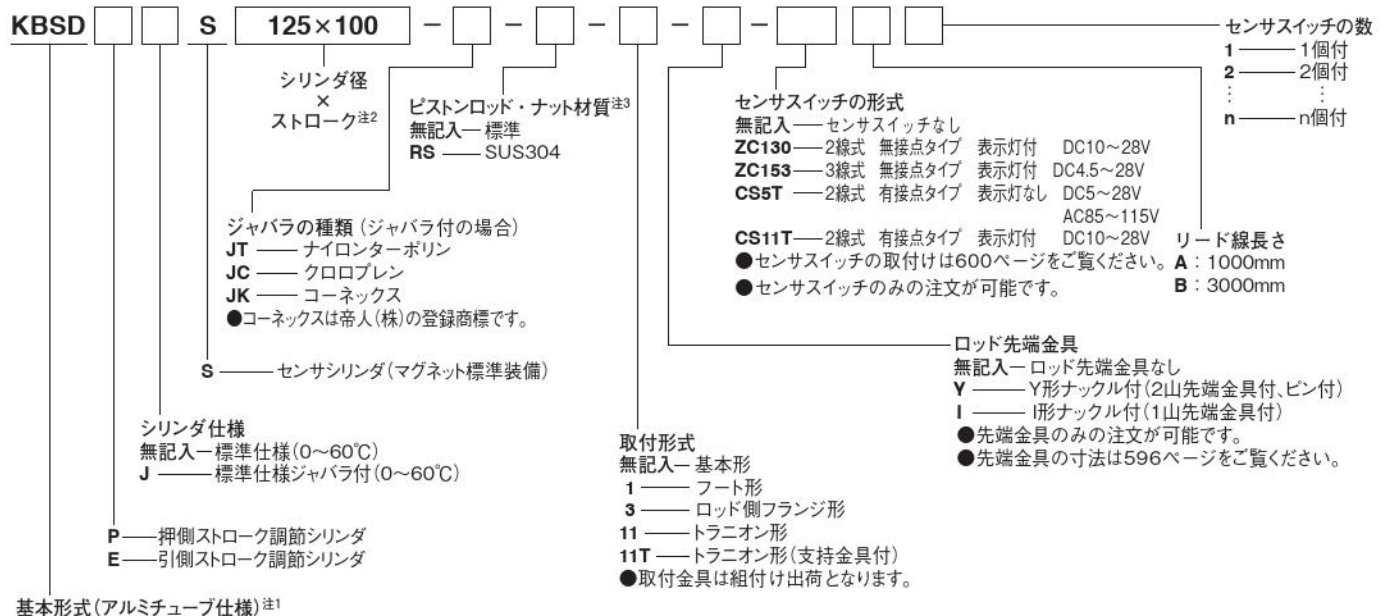 KBSD S 125×100 − − − − −
センサスイッチの数
1 1個付
2 2個付
⋮ ⋮
n n個付
シリンダ径
×
ストローク注2
ピストンロッド・ナット材質注3
無記入 標準
RS SUS304
センサスイッチの形式
無記入 センサスイッチなし
ZC130 2線式 無接点タイプ 表示灯付 DC10～28V
ZC153 3線式 無接点タイプ 表示灯付 DC4.5～28V
CS5T 2線式 有接点タイプ 表示灯なし DC5～28V
AC85～115V
CS11T 2線式 有接点タイプ 表示灯付 DC10～28V
●センサスイッチの取付けは600ページをご覧ください。
●センサスイッチのみの注文が可能です。
リード線長さ
A：1000mm
B：3000mm
ジャバラの種類（ジャバラ付の場合）
JT ナイロンターポリン
JC クロロプレン
JK コーネックス
●コーネックスは帝人（株）の登録商標です。
S センサシリンダ（マグネット標準装備）
ロッド先端金具
無記入 ロッド先端金具なし
Y Y形ナックル付（2山先端金具付、ピン付）
I I形ナックル付（1山先端金具付）
●先端金具のみの注文が可能です。
●先端金具の寸法は596ページをご覧ください。
シリンダ仕様
無記入 標準仕様（0～60℃）
J 標準仕様ジャバラ付（0～60℃）
取付形式
無記入 基本形
1 フート形
3 ロッド側フランジ形
11 トラニオン形
11T トラニオン形（支持金具付）
●取付金具は組付け出荷となります。
P 押側ストローク調節シリンダ
E 引側ストローク調節シリンダ
基本形式（アルミチューブ仕様）注1